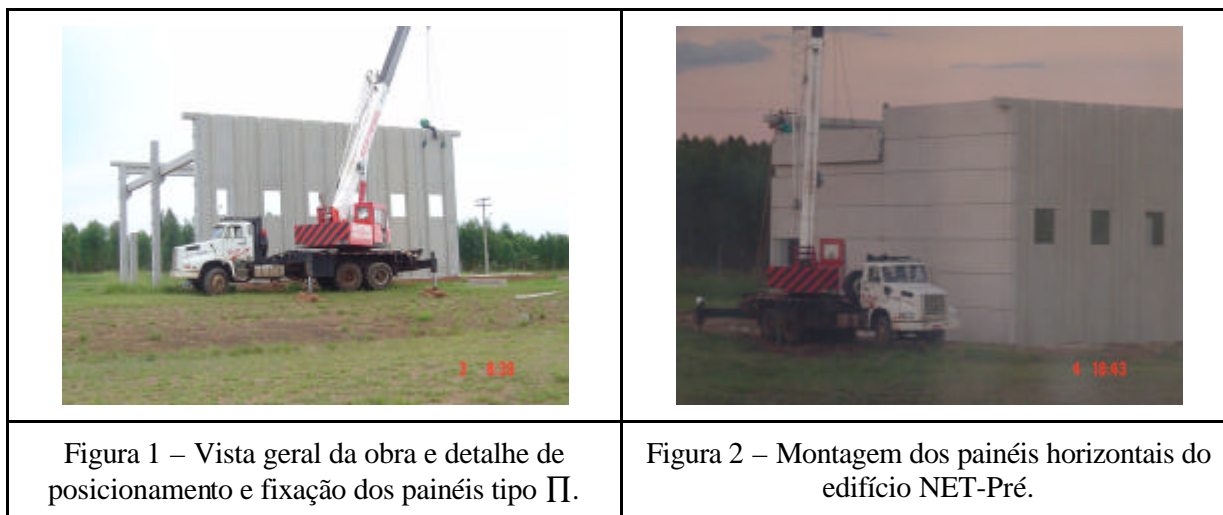 3 8:39
4 18:43
Figura 1 – Vista geral da obra e detalhe de
posicionamento e fixação dos painéis tipo ∏.
Figura 2 – Montagem dos painéis horizontais do
edifício NET-Pré.